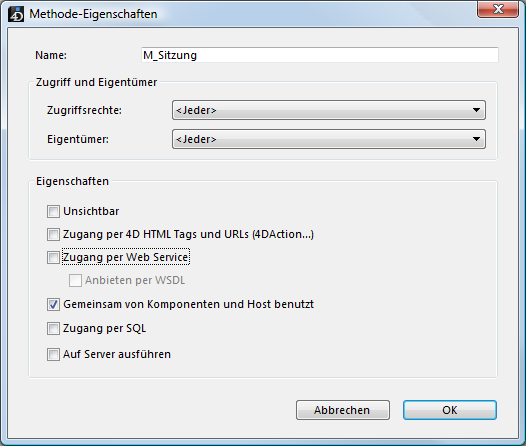 4D Methode-Eigenschaften
Name: M_Sitzung
Zugriff und Eigentümer
Zugriffsrechte: <Jeder>
Eigentümer: <Jeder>
Eigenschaften
Unsichtbar
Zugang per 4D HTML Tags und URLs (4DAction...)
Zugang per Web Service
Anbieten per WSDL
Gemeinsam von Komponenten und Host benutzt
Zugang per SQL
Auf Server ausführen
Abbrechen OK